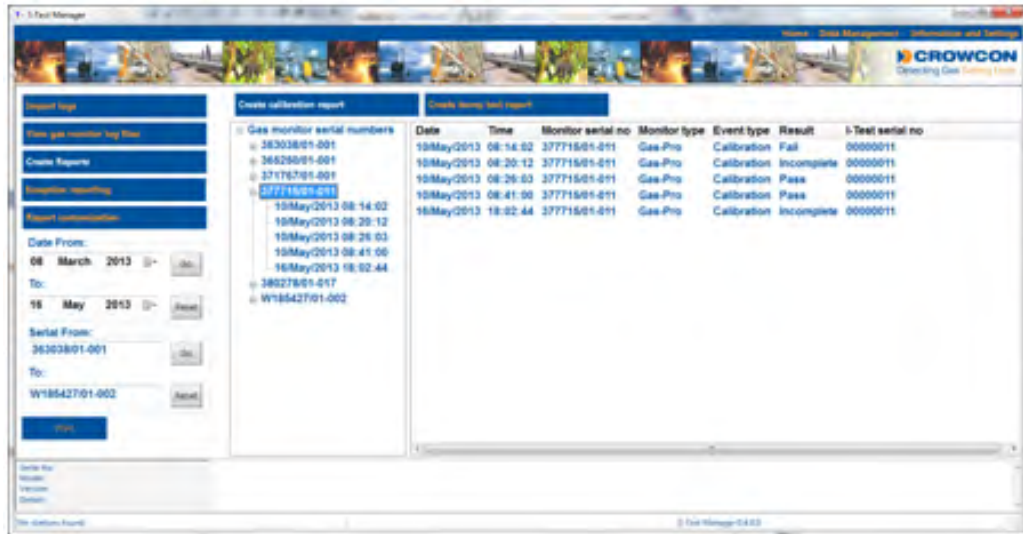 I-Test Manager
Home Data Management Information and Settings
CROWCON
Detecting Gas Saving Lives
Import logs
View gas monitor log files
Create Reports
Exception reporting
Report customization
Date From:
08 March 2013
Go
To:
16 May 2013
Reset
Serial From:
363038/01-001
Go
To:
W185427/01-002
Reset
Create calibration report
Create bump test report
Gas monitor serial numbers
363038/01-001
371767/01-001
377715/01-011
10/May/2013 08:14:02
10/May/2013 08:20:12
10/May/2013 08:26:03
10/May/2013 08:41:00
16/May/2013 18:02:44
380278/01-017
W185427/01-002
Date Time Monitor serial no Monitor type Event type Result I-Test serial no
10/May/2013 08:14:02 377715/01-011 Gas-Pro Calibration Fail 00000011
10/May/2013 08:20:12 377715/01-011 Gas-Pro Calibration Incomplete 00000011
10/May/2013 08:26:03 377715/01-011 Gas-Pro Calibration Pass 00000011
10/May/2013 08:41:00 377715/01-011 Gas-Pro Calibration Pass 00000011
16/May/2013 18:02:44 377715/01-011 Gas-Pro Calibration Incomplete 00000011
Serial No:
Model:
Version:
No stations found